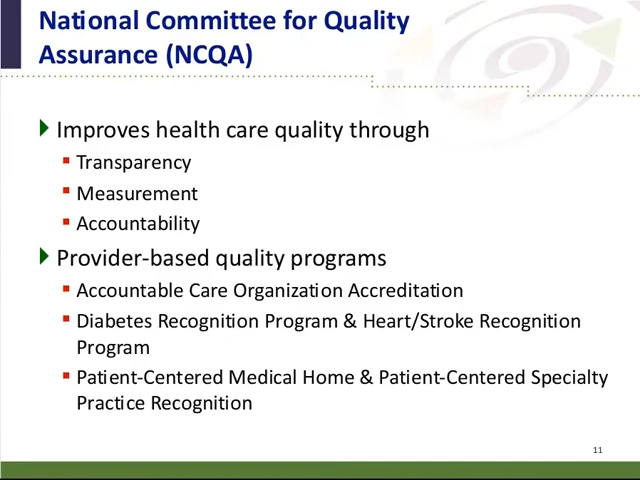 National Committee for Quality
Assurance (NCQA)
Improves health care quality through
Transparency
Measurement
Accountability
Provider-based quality programs
Accountable Care Organization Accreditation
Diabetes Recognition Program & Heart/Stroke Recognition
Program
Patient-Centered Medical Home & Patient-Centered Specialty
Practice Recognition
11